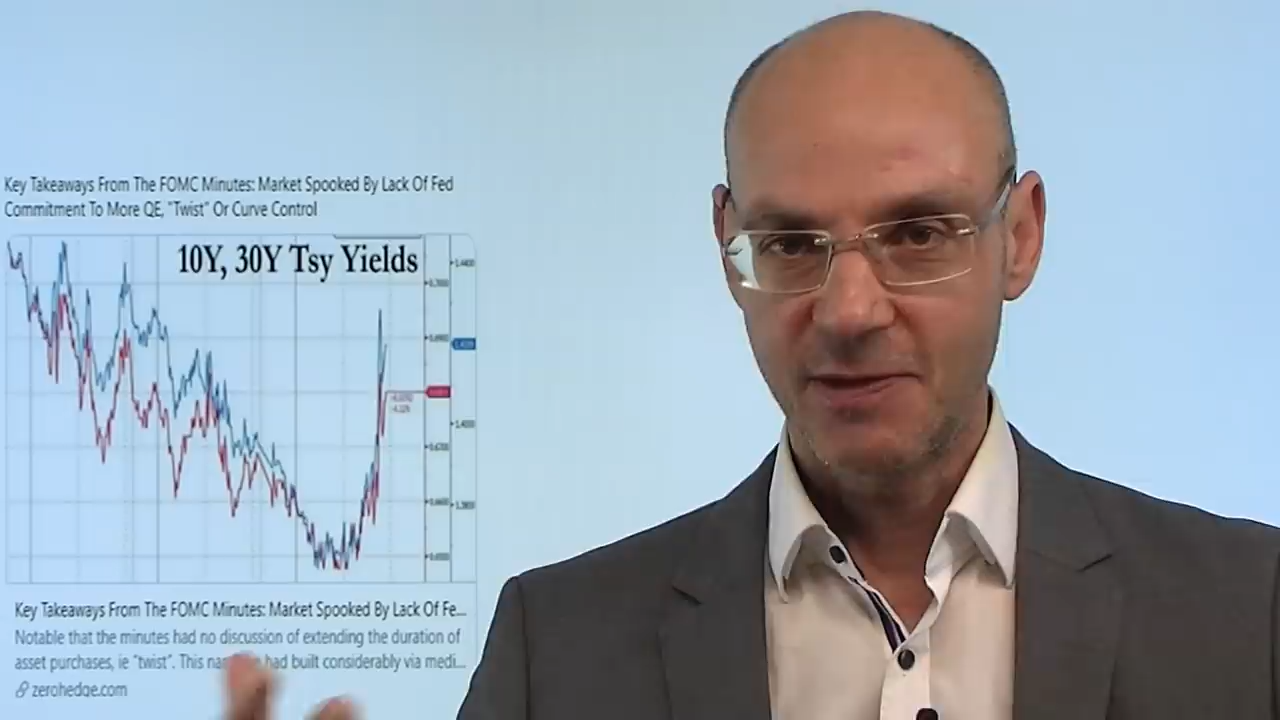 Key Takeaways From The FOMC Minutes: Market Spooked By Lack Of Fed
Commitment To More QE, "Twist" Or Curve Control
10Y, 30Y Tsy Yields
Key Takeaways From The FOMC Minutes: Market Spooked By Lack Of Fe...
Notable that the minutes had no discussion of extending the duration of
asset purchases, ie "twist". This had built considerably via medi...
zerohedge.com